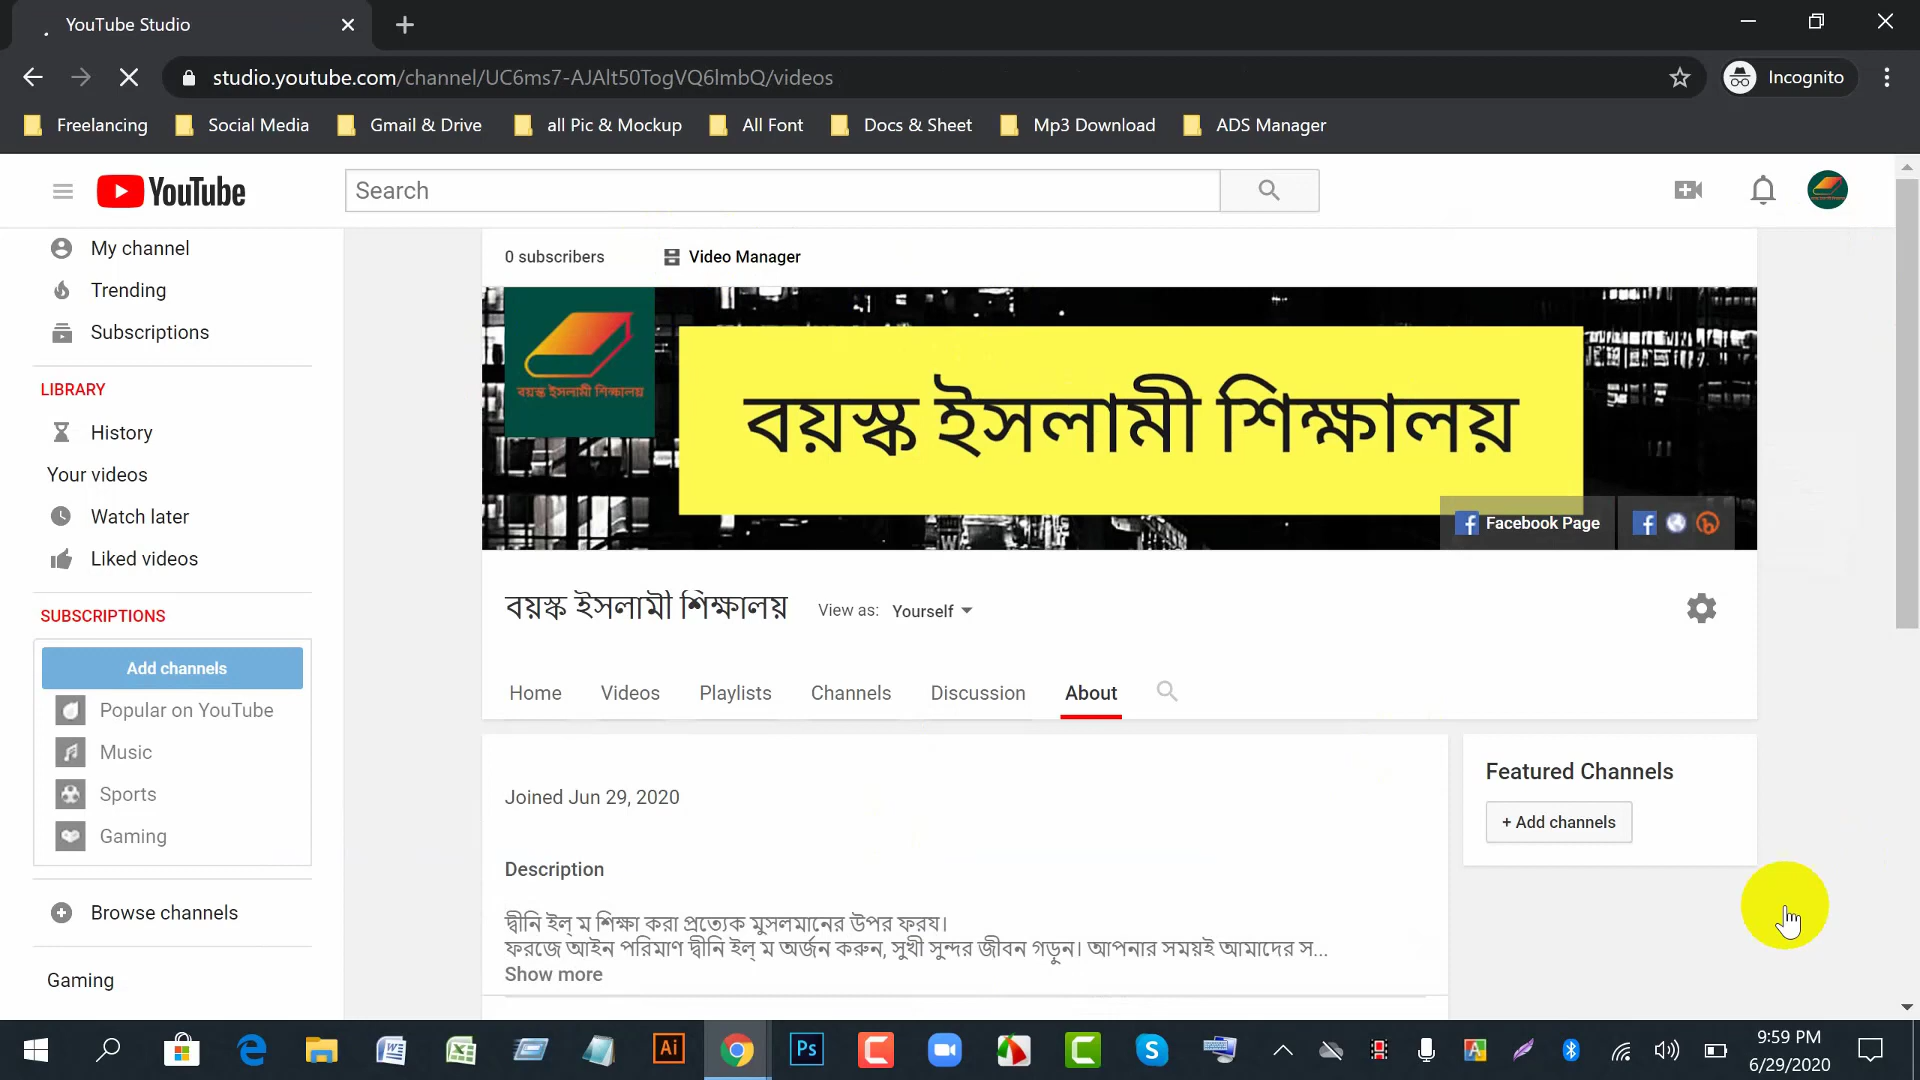 YouTube Studio
studio.youtube.com/channel/UC6ms7-AJAlt50TogVQ6lmbQ/videos
Incognito
Freelancing
Social Media
Gmail & Drive
all Pic & Mockup
All Font
Docs & Sheet
Mp3 Download
ADS Manager
YouTube
Search
My channel
Trending
Subscriptions
LIBRARY
History
Your videos
Watch later
Liked videos
SUBSCRIPTIONS
Add channels
Popular on YouTube
Music
Sports
Gaming
Browse channels
Gaming
0 subscribers
Video Manager
বয়স্ক ইসলামী শিক্ষালয়
বয়স্ক ইসলামী শিক্ষালয়
Facebook Page
বয়স্ক ইসলামী শিক্ষালয়
View as: Yourself
Home
Videos
Playlists
Channels
Discussion
About
Joined Jun 29, 2020
Description
দ্বীনি ইল্ ম শিক্ষা করা প্রত্যেক মুসলমানের উপর ফরয।
ফরজে আইন পরিমাণ দ্বীনি ইল্ ম অর্জন করুন, সুখী সুন্দর জীবন গড়ুন। আপনার সময়ই আমাদের স...
Show more
Featured Channels
+ Add channels
Ai
Ps
9:59 PM
6/29/2020